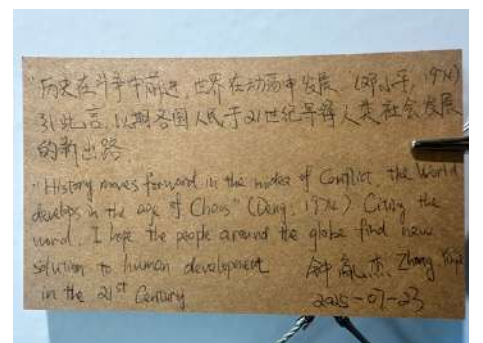 "历史在斗争中前进,世界在动荡中发展"(邓小平,1974)
引此言,以期各国人民于21世纪寻得人类社会发展
的新出路
"History moves forward in the midst of Conflict, the World
develops in the age of Chaos" (Deng, 1974) Citing the
word, I hope the people around the globe find new
solution to human development
in the 21st Century
Zhang
2025-07-23